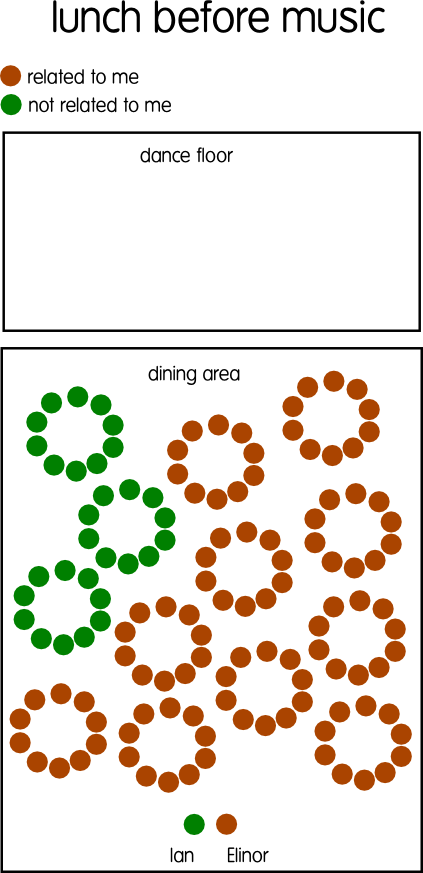 lunch before music
related to me
not related to me
dance floor
dining area
Ian Elinor